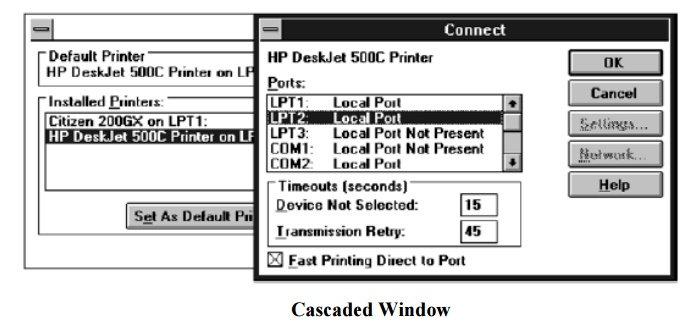 Default Printer
HP DeskJet 500C Printer on LP
Installed Printers:
Citizen 200GX on LPT1:
HP DeskJet 500C Printer on LP
Set As Default Pri
Connect
HP DeskJet 500C Printer
Ports:
LPT1: Local Port
LPT2: Local Port
LPT3: Local Port Not Present
COM1: Local Port Not Present
COM2: Local Port
Timeouts (seconds)
Device Not Selected: 15
Transmission Retry: 45
Fast Printing Direct to Port
OK
Cancel
Settings...
Network...
Help
Cascaded Window